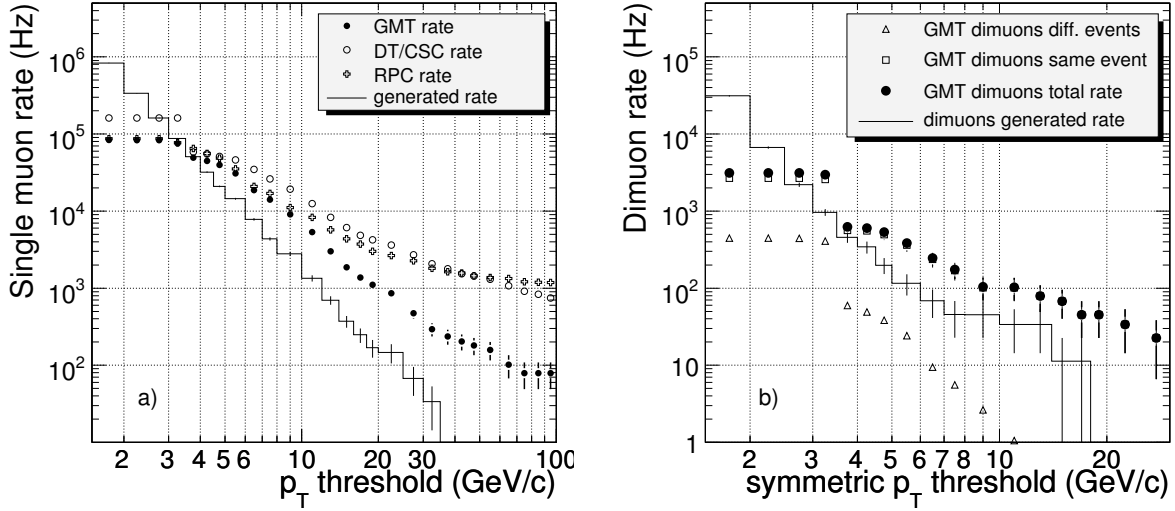 Single muon rate (Hz)
10^6
10^5
10^4
10^3
10^2
GMT rate
DT/CSC rate
RPC rate
generated rate
a)
2 3 4 5 6 10 20 30 100
p_T threshold (GeV/c)
Dimuon rate (Hz)
10^5
10^4
10^3
10^2
10
1
GMT dimuons diff. events
GMT dimuons same event
GMT dimuons total rate
dimuons generated rate
b)
2 3 4 5 6 7 8 10 20
symmetric p_T threshold (GeV/c)